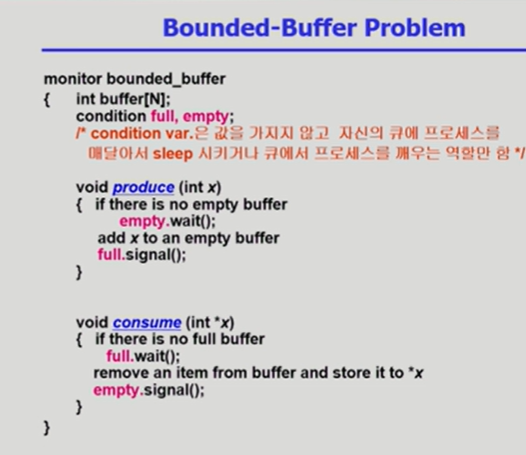 Bounded-Buffer Problem
monitor bounded_buffer
{ int buffer[N];
condition full, empty;
/* condition var.은 값을 가지지 않고 자신의 큐에 프로세스를
매달아서 sleep 시키거나 큐에서 프로세스를 깨우는 역할만 함 */
void produce (int x)
{ if there is no empty buffer
empty.wait();
add x to an empty buffer
full.signal();
}
void consume (int *x)
{ if there is no full buffer
full.wait();
remove an item from buffer and store it to *x
empty.signal();
}
}